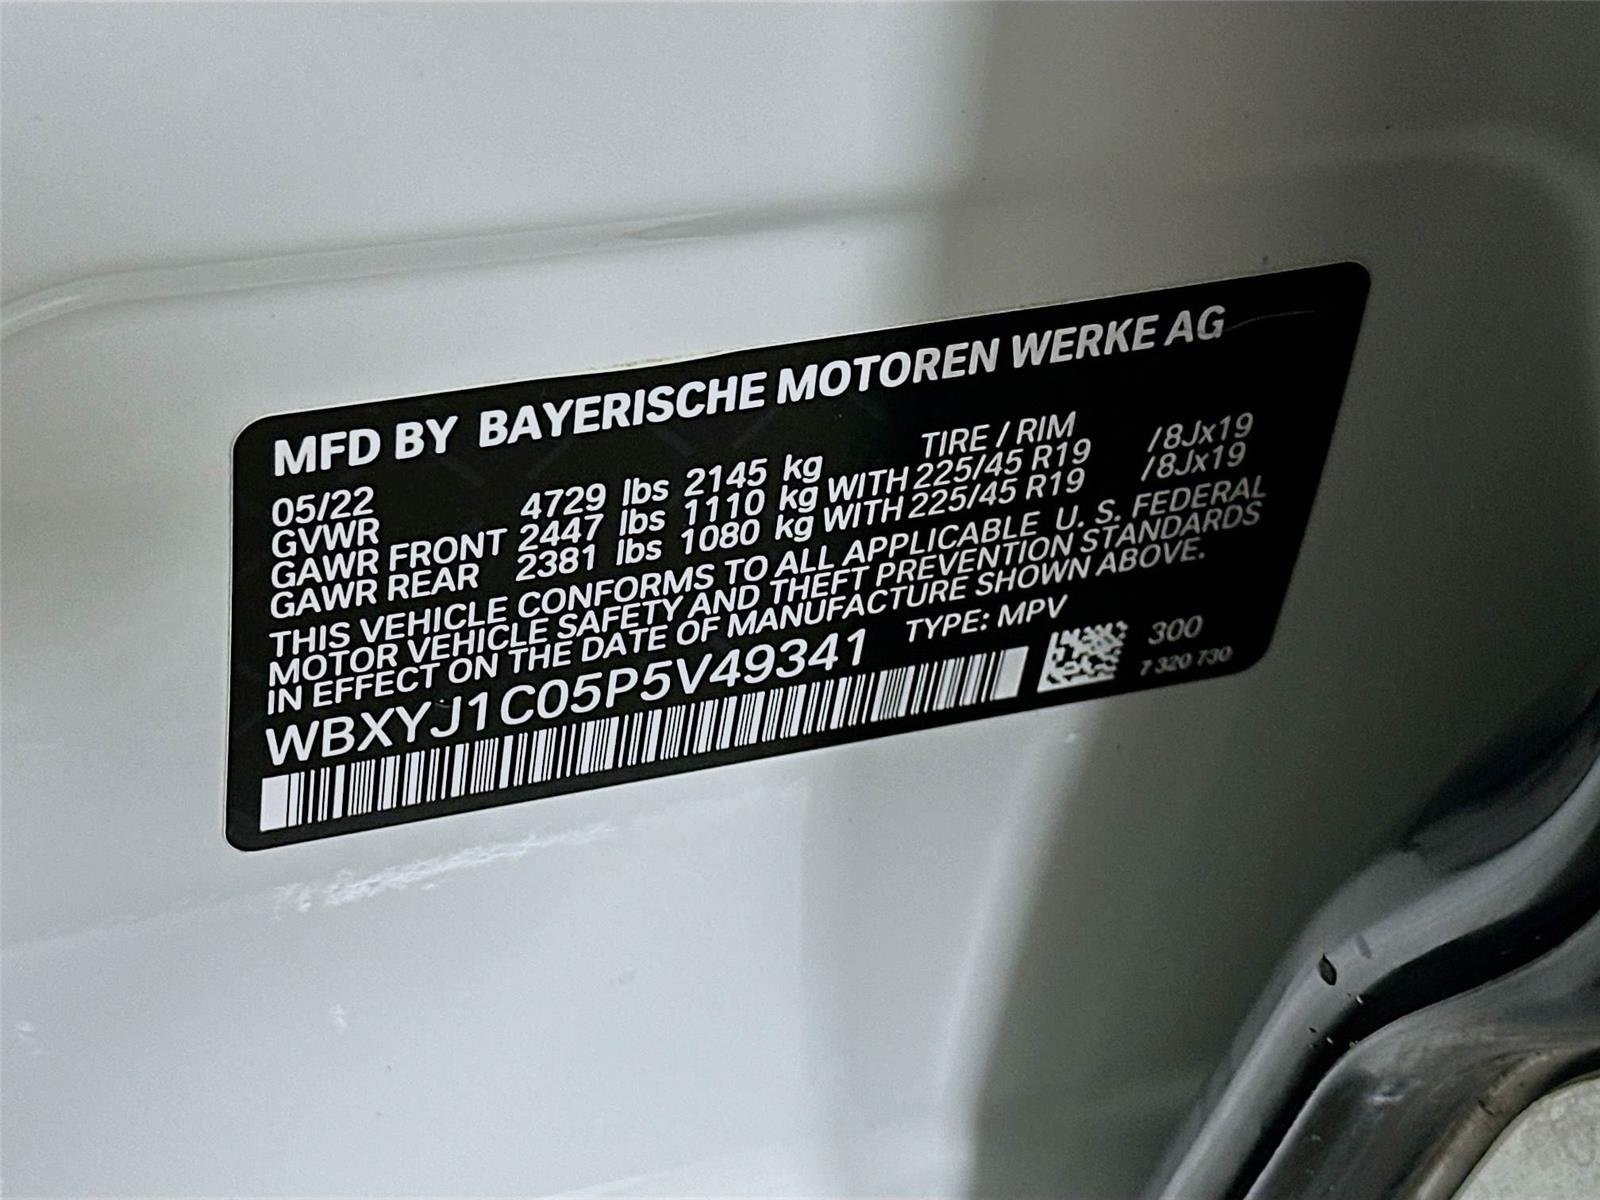 MFD BY BAYERISCHE MOTOREN WERKE AG
05/22 TIRE / RIM
GVWR 4729 lbs 2145 kg
GAWR FRONT 2447 lbs 1110 kg WITH 225/45 R19 /8Jx19
GAWR REAR 2381 lbs 1080 kg WITH 225/45 R19 /8Jx19
THIS VEHICLE CONFORMS TO ALL APPLICABLE U. S. FEDERAL
MOTOR VEHICLE SAFETY AND THEFT PREVENTION STANDARDS
IN EFFECT ON THE DATE OF MANUFACTURE SHOWN ABOVE.
WBXYJ1C05P5V49341 TYPE: MPV
300
7 320 730